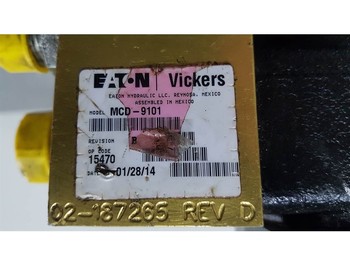 EATON Vickers
EATON HYDRAULIC LLC, REYNOSA, MEXICO
ASSEMBLED IN MEXICO
MODEL MCD-9101
REVISION B
OP CODE
15470
DATE 01/28/14
02-187265 REV D